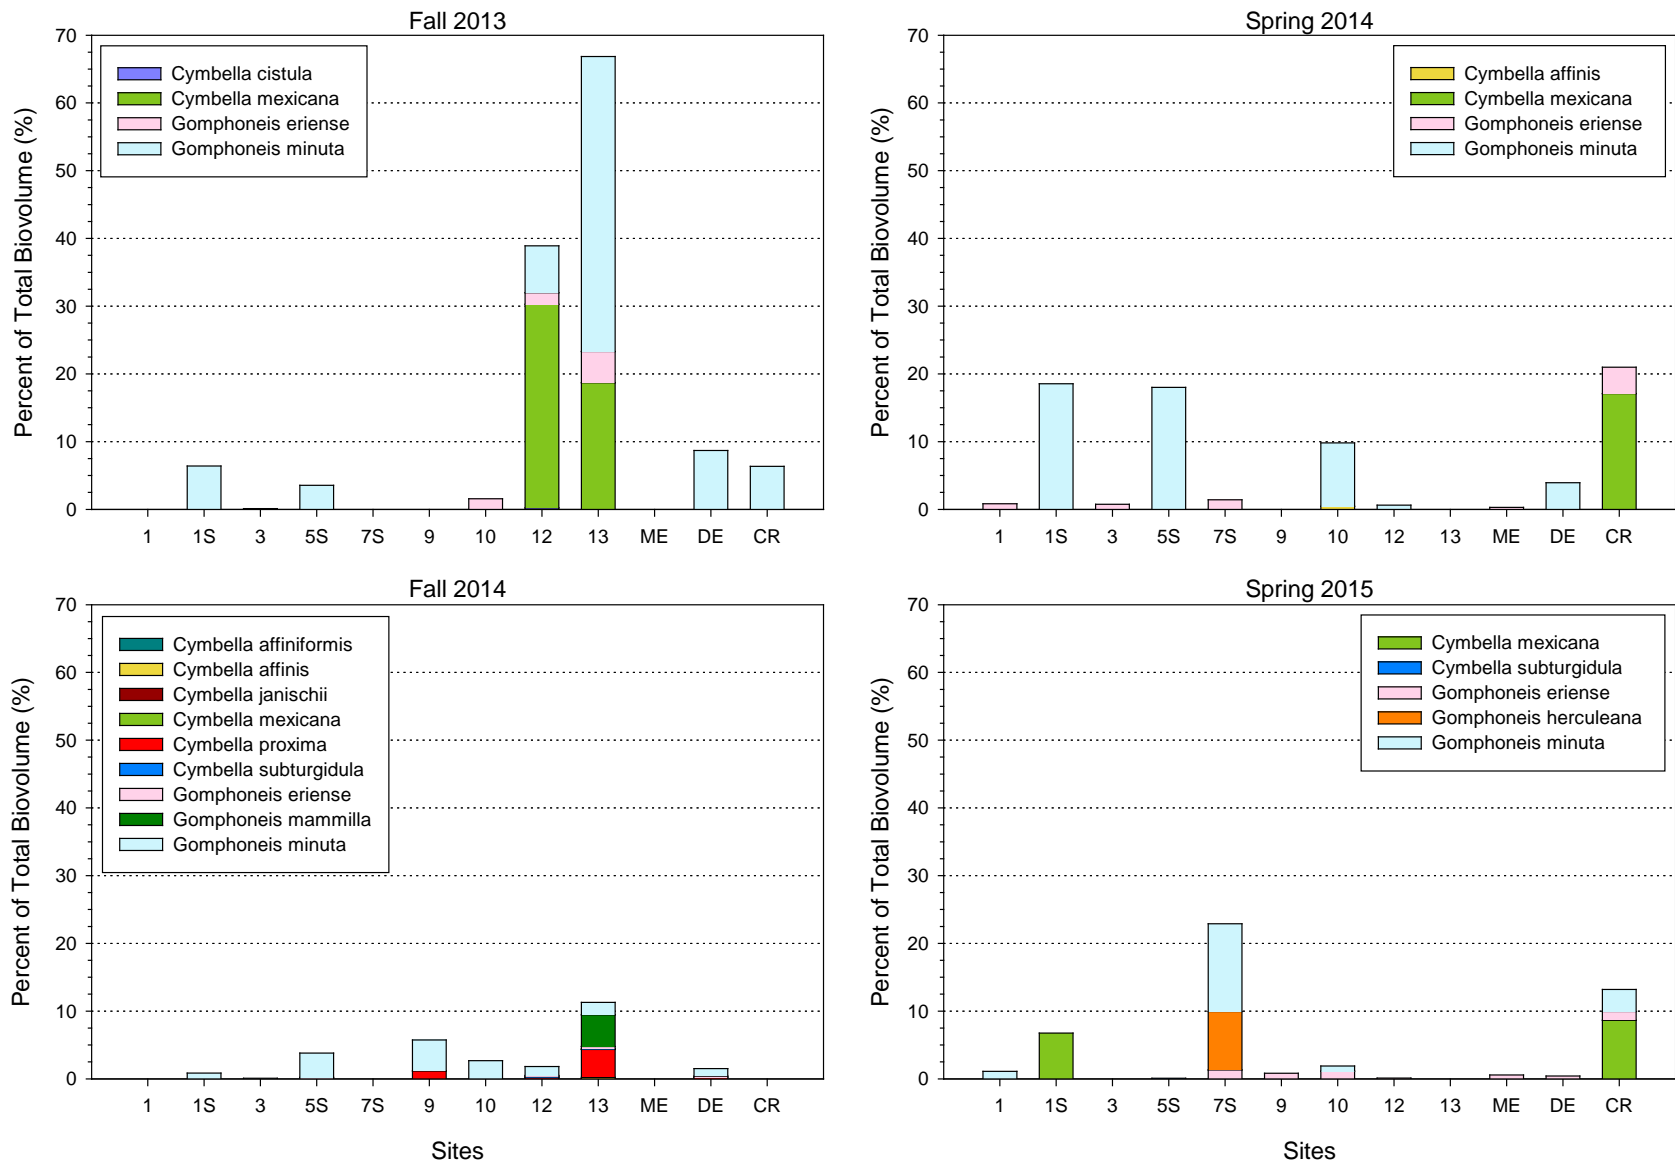 Fall 2013
70
60
50
40
30
20
10
0
Percent of Total Biovolume (%)
Cymbella cistula
Cymbella mexicana
Gomphoneis eriense
Gomphoneis minuta
1 1S 3 5S 7S 9 10 12 13 ME DE CR
Spring 2014
70
60
50
40
30
20
10
0
Percent of Total Biovolume (%)
Cymbella affinis
Cymbella mexicana
Gomphoneis eriense
Gomphoneis minuta
1 1S 3 5S 7S 9 10 12 13 ME DE CR
Fall 2014
70
60
50
40
30
20
10
0
Percent of Total Biovolume (%)
Cymbella affiniformis
Cymbella affinis
Cymbella janischii
Cymbella mexicana
Cymbella proxima
Cymbella subturgidula
Gomphoneis eriense
Gomphoneis mammilla
Gomphoneis minuta
1 1S 3 5S 7S 9 10 12 13 ME DE CR
Sites
Spring 2015
70
60
50
40
30
20
10
0
Percent of Total Biovolume (%)
Cymbella mexicana
Cymbella subturgidula
Gomphoneis eriense
Gomphoneis herculeana
Gomphoneis minuta
1 1S 3 5S 7S 9 10 12 13 ME DE CR
Sites